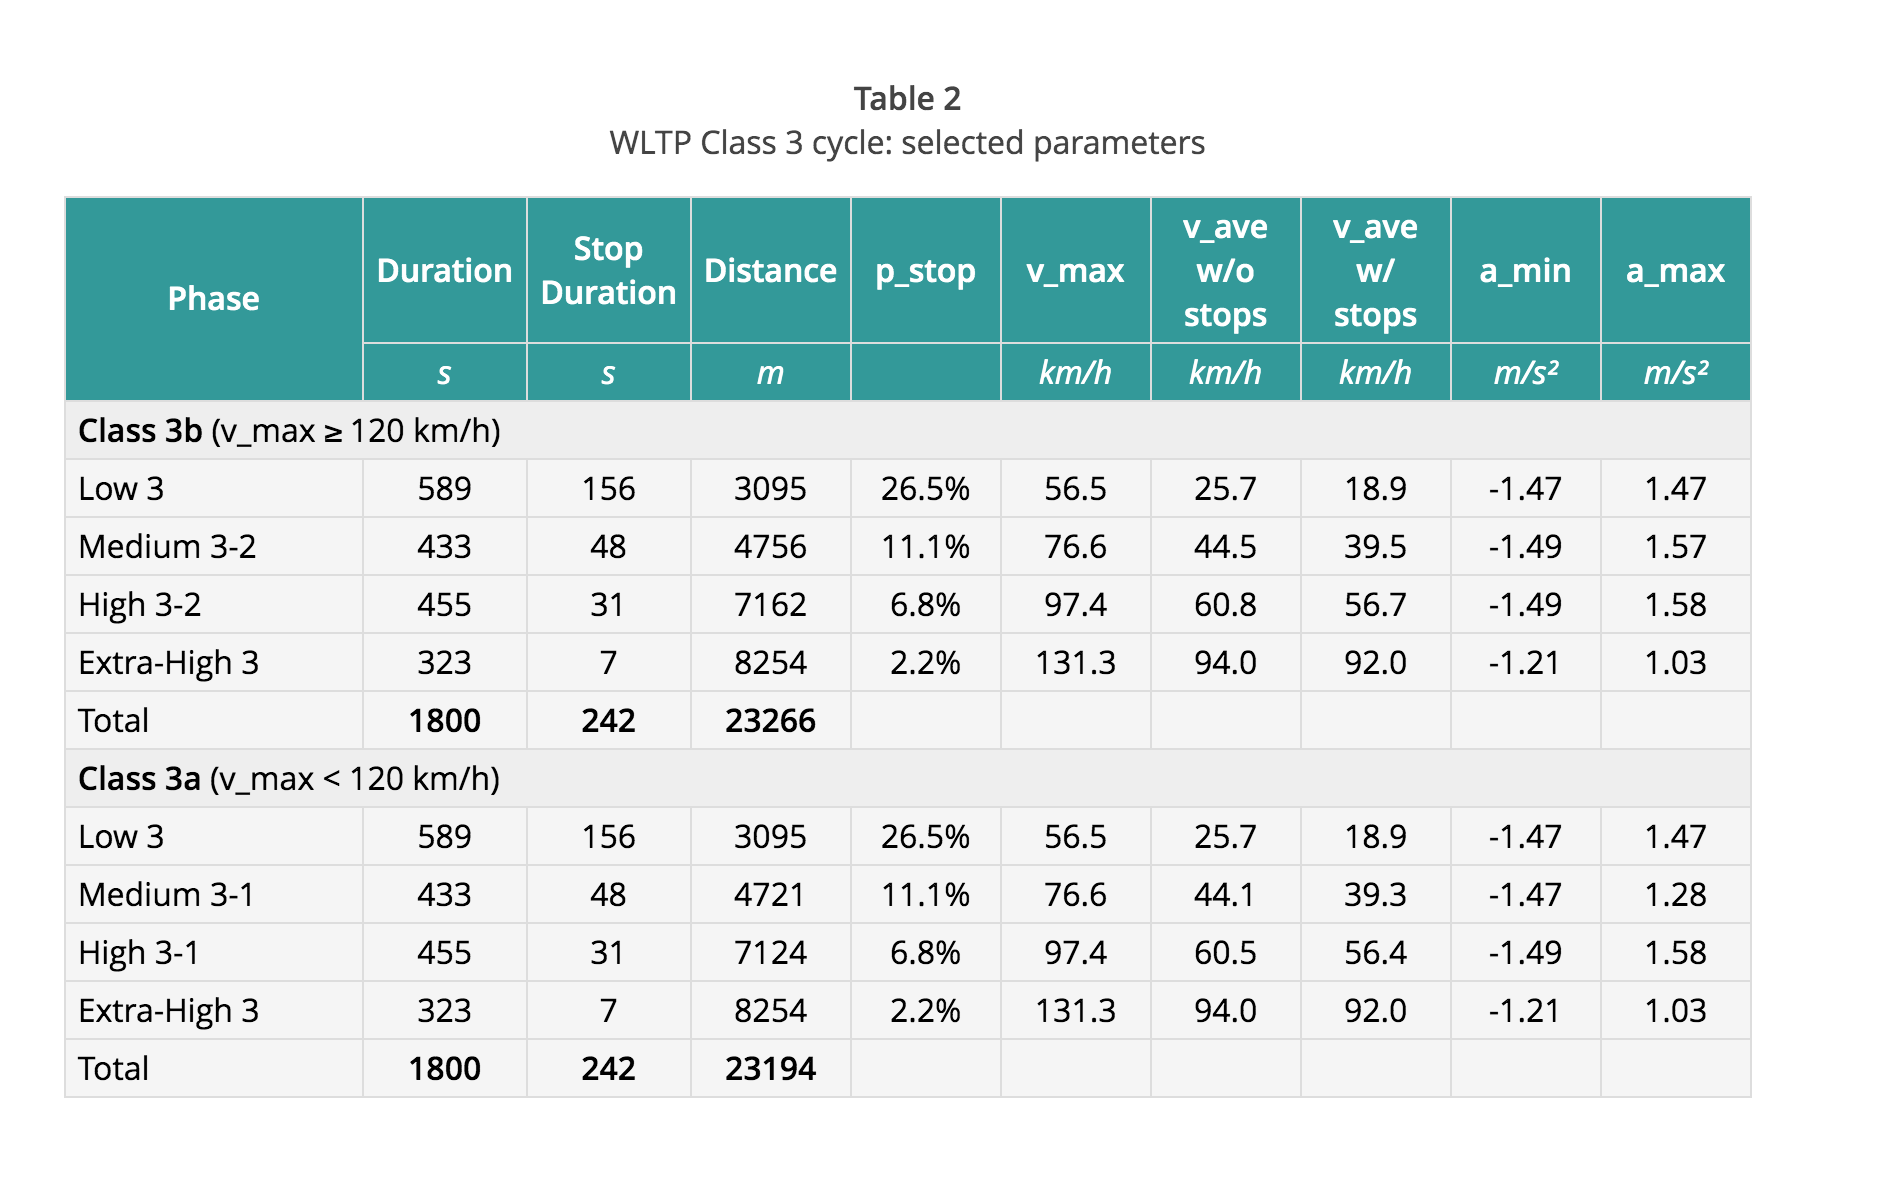 Table 2
WLTP Class 3 cycle: selected parameters
Phase Duration Stop Duration Distance p_stop v_max v_ave w/o stops v_ave w/ stops a_min a_max
s s m km/h km/h km/h m/s² m/s²
Class 3b (v_max ≥ 120 km/h)
Low 3 589 156 3095 26.5% 56.5 25.7 18.9 -1.47 1.47
Medium 3-2 433 48 4756 11.1% 76.6 44.5 39.5 -1.49 1.57
High 3-2 455 31 7162 6.8% 97.4 60.8 56.7 -1.49 1.58
Extra-High 3 323 7 8254 2.2% 131.3 94.0 92.0 -1.21 1.03
Total 1800 242 23266
Class 3a (v_max < 120 km/h)
Low 3 589 156 3095 26.5% 56.5 25.7 18.9 -1.47 1.47
Medium 3-1 433 48 4721 11.1% 76.6 44.1 39.3 -1.47 1.28
High 3-1 455 31 7124 6.8% 97.4 60.5 56.4 -1.49 1.58
Extra-High 3 323 7 8254 2.2% 131.3 94.0 92.0 -1.21 1.03
Total 1800 242 23194